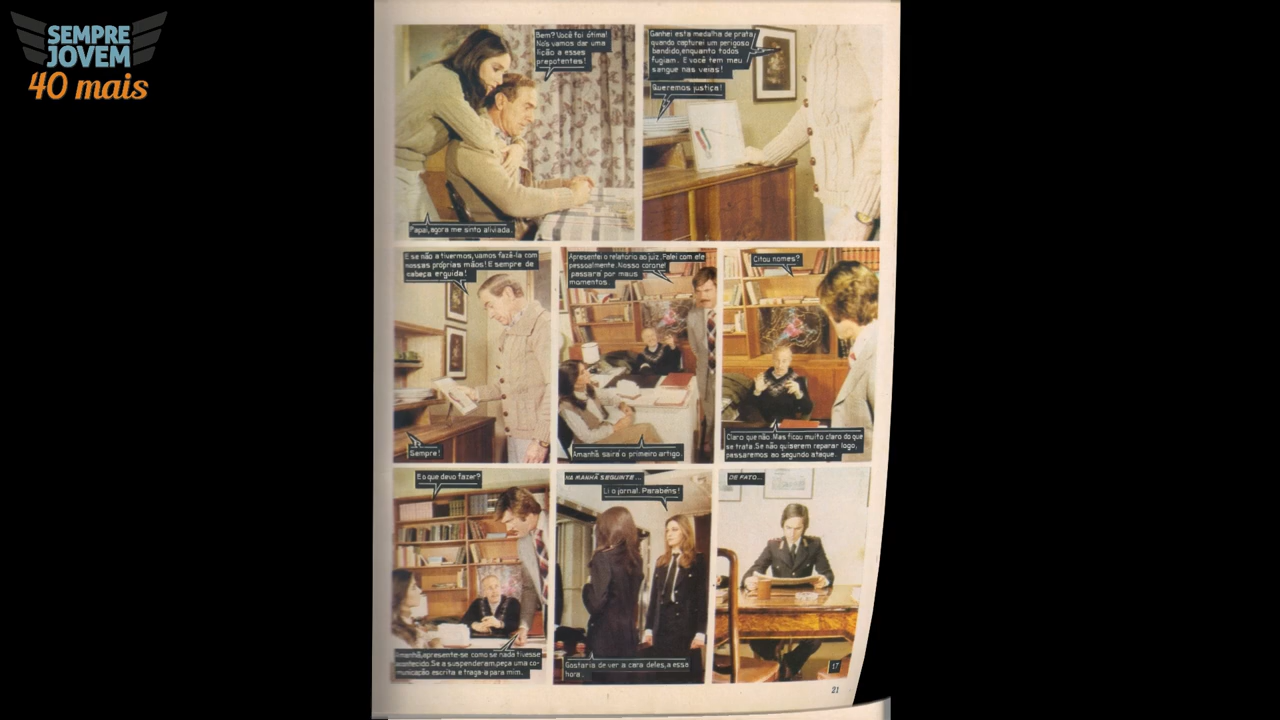 SEMPRE
JOVEM
40 mais
Bem? Você foi ótima!
Nós vamos dar uma
lição a esses
prepotentes!
Papai, agora me sinto aliviada.
Ganhei esta medalha de prata
quando capturei um perigoso
bandido, enquanto todos
fugiam. E você tem meu
sangue nas veias!
Queremos justiça!
E se não a tivermos, vamos fazê-la com
nossas próprias mãos! E sempre de
cabeça erguida!
Sempre!
Apresentei o relatório ao juiz. Falei com ele
pessoalmente. Nosso coronel
passará por maus
momentos.
Amanhã sairá o primeiro artigo.
Citou nomes?
Claro que não. Mas ficou muito claro do que
se trata. Se não quiserem reparar logo,
passaremos ao segundo ataque.
E o que devo fazer?
Amanhã, apresente-se como se nada tivesse
acontecido. Se a suspenderam, peça uma co-
municação escrita e traga-a para mim.
NA MANHÃ SEGUINTE...
Li o jornal. Parabéns!
Gostaria de ver a cara deles, a essa
hora.
DE FATO...
17
21